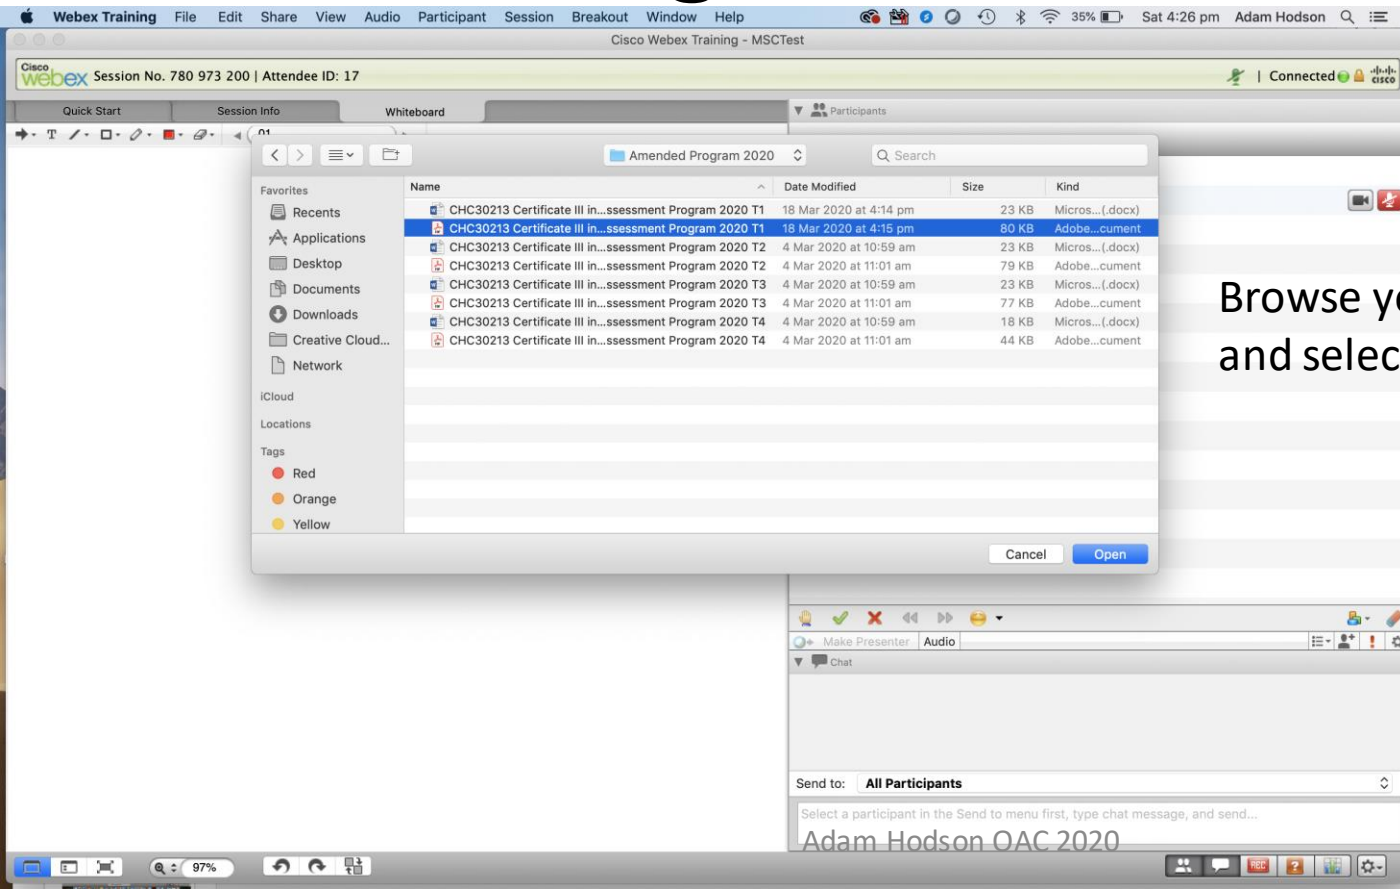 Webex Training File Edit Share View Audio Participant Session Breakout Window Help 35% Sat 4:26 pm Adam Hodson
Cisco Webex Training - MSCTest
Cisco webex Session No. 780 973 200 | Attendee ID: 17 | Connected cisco
Quick Start Session Info Whiteboard Participants
T
Amended Program 2020 Search
Favorites
Recents
Applications
Desktop
Documents
Downloads
Creative Cloud...
Network
iCloud
Locations
Tags
Red
Orange
Yellow
Name Date Modified Size Kind
CHC30213 Certificate III in...ssessment Program 2020 T1 18 Mar 2020 at 4:14 pm 23 KB Micros...(.docx)
CHC30213 Certificate III in...ssessment Program 2020 T1 18 Mar 2020 at 4:15 pm 80 KB Adobe...cument
CHC30213 Certificate III in...ssessment Program 2020 T2 4 Mar 2020 at 10:59 am 23 KB Micros...(.docx)
CHC30213 Certificate III in...ssessment Program 2020 T2 4 Mar 2020 at 11:01 am 79 KB Adobe...cument
CHC30213 Certificate III in...ssessment Program 2020 T3 4 Mar 2020 at 10:59 am 23 KB Micros...(.docx)
CHC30213 Certificate III in...ssessment Program 2020 T3 4 Mar 2020 at 11:01 am 77 KB Adobe...cument
CHC30213 Certificate III in...ssessment Program 2020 T4 4 Mar 2020 at 10:59 am 18 KB Micros...(.docx)
CHC30213 Certificate III in...ssessment Program 2020 T4 4 Mar 2020 at 11:01 am 44 KB Adobe...cument
Cancel Open
Browse
and
Make Presenter Audio
Chat
Send to: All Participants
Select a participant in the Send to menu first, type chat message, and send...
Adam Hodson OAC 2020
97% REC ?